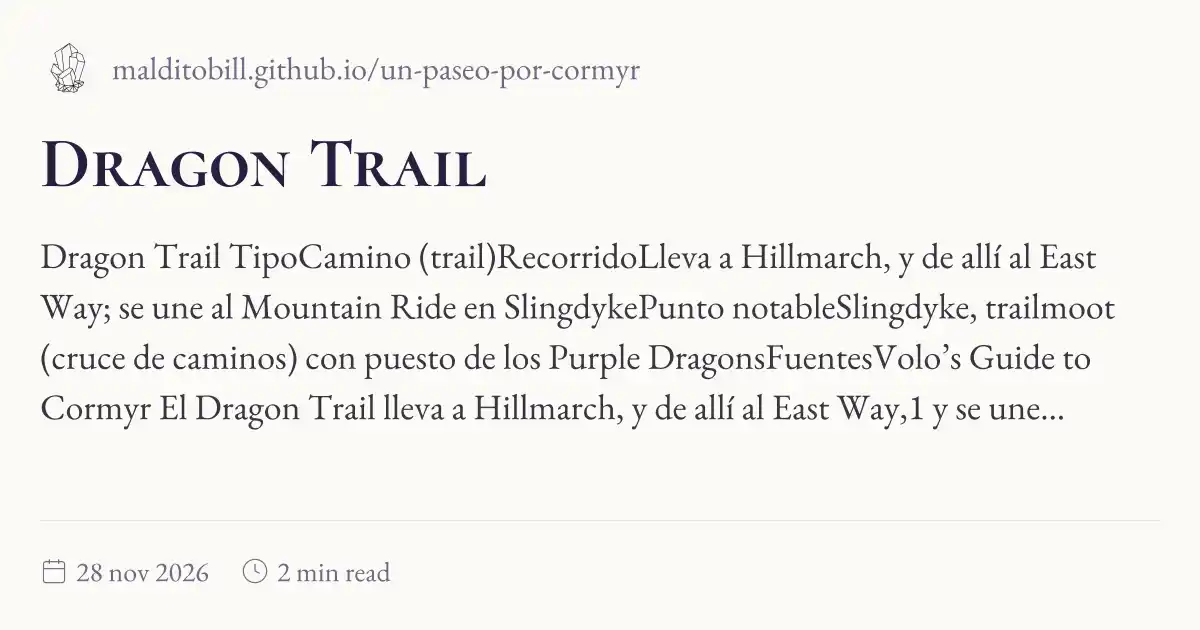 malditobill.github.io/un-paseo-por-cormyr
Dragon Trail
Dragon Trail TipoCamino (trail)RecorridoLleva a Hillmarch, y de allí al East
Way; se une al Mountain Ride en SlingdykePunto notableSlingdyke, trailmoot
(cruce de caminos) con puesto de los Purple DragonsFuentesVolo’s Guide to
Cormyr El Dragon Trail lleva a Hillmarch, y de allí al East Way,1 y se une...
28 nov 2026 2 min read